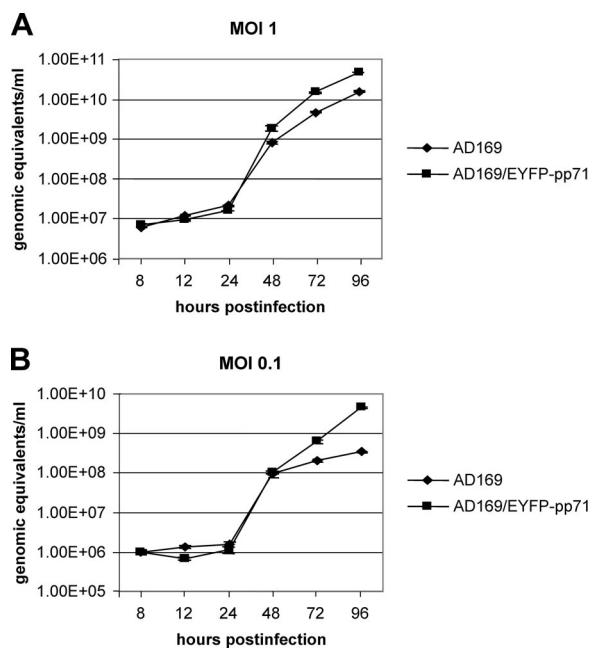 A
MOI 1
genomic equivalents/ml
1.00E+11
1.00E+10
1.00E+09
1.00E+08
1.00E+07
1.00E+06
8 12 24 48 72 96
hours postinfection
AD169
AD169/EYFP-pp71
B
MOI 0.1
genomic equivalents/ml
1.00E+10
1.00E+09
1.00E+08
1.00E+07
1.00E+06
1.00E+05
8 12 24 48 72 96
hours postinfection
AD169
AD169/EYFP-pp71